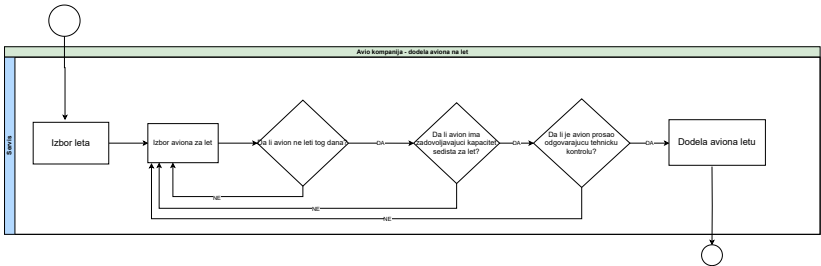 Avio kompanija - dodela aviona na let
Servis
Izbor leta
Izbor aviona za let
Da li avion ne leti tog dana?
DA
Da li avion ima
zadovoljavajuci kapacitet
sedista za let?
DA
Da li je avion prosao
odgovarajucu tehnicku
kontrolu?
DA
Dodela aviona letu
NE
NE
NE